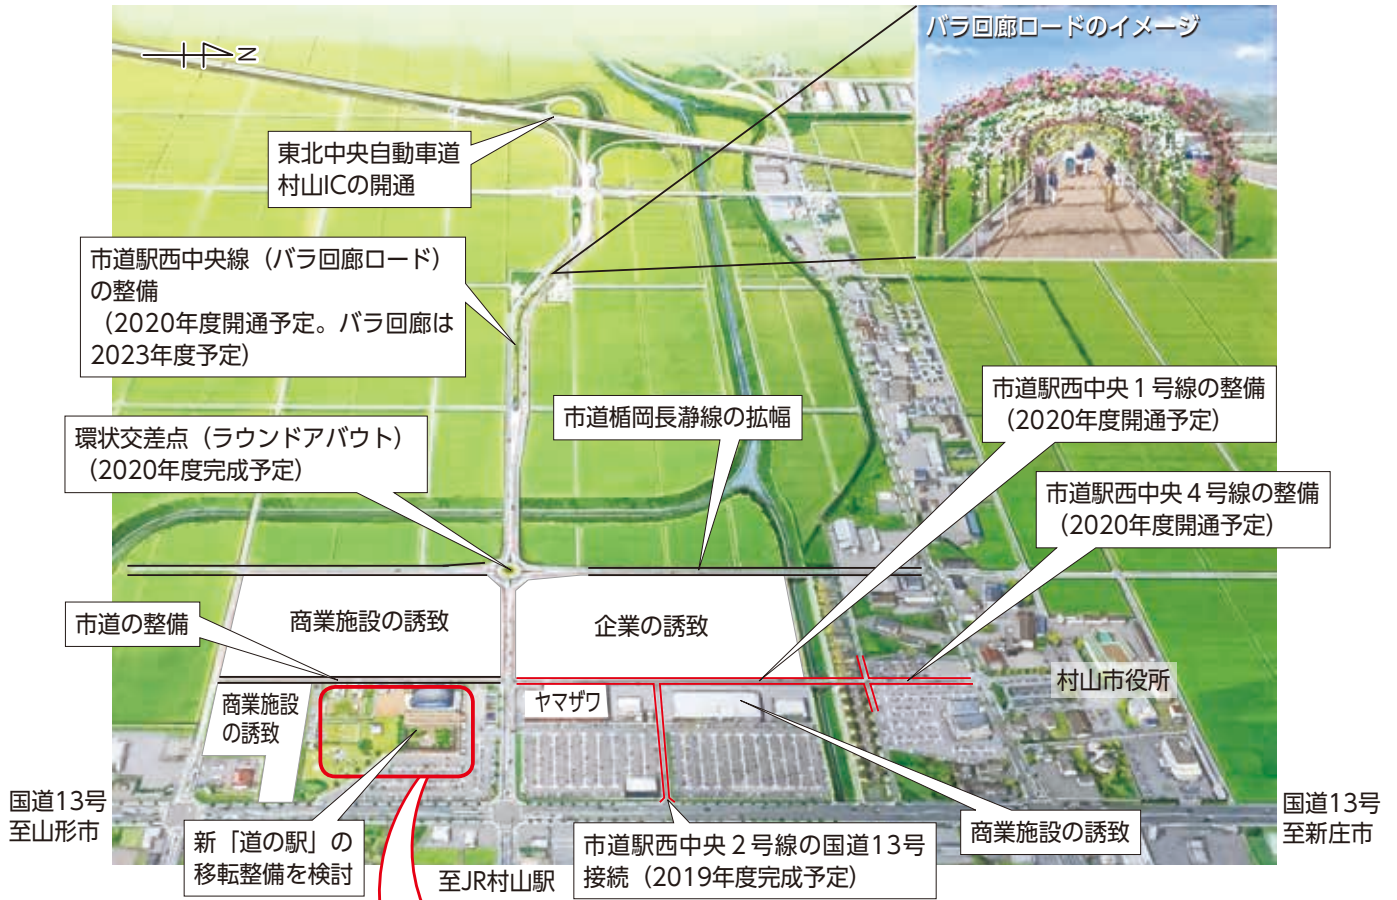 バラ回廊ロードのイメージ
N
東北中央自動車道
村山ICの開通
市道駅西中央線（バラ回廊ロード）
の整備
（2020年度開通予定。バラ回廊は
2023年度予定）
環状交差点（ラウンドアバウト）
（2020年度完成予定）
市道楯岡長瀞線の拡幅
市道駅西中央１号線の整備
（2020年度開通予定）
市道駅西中央４号線の整備
（2020年度開通予定）
市道の整備
商業施設の誘致
企業の誘致
村山市役所
商業施設
の誘致
ヤマザワ
国道13号
至山形市
新「道の駅」の
移転整備を検討
至JR村山駅
市道駅西中央２号線の国道13号
接続（2019年度完成予定）
商業施設の誘致
国道13号
至新庄市